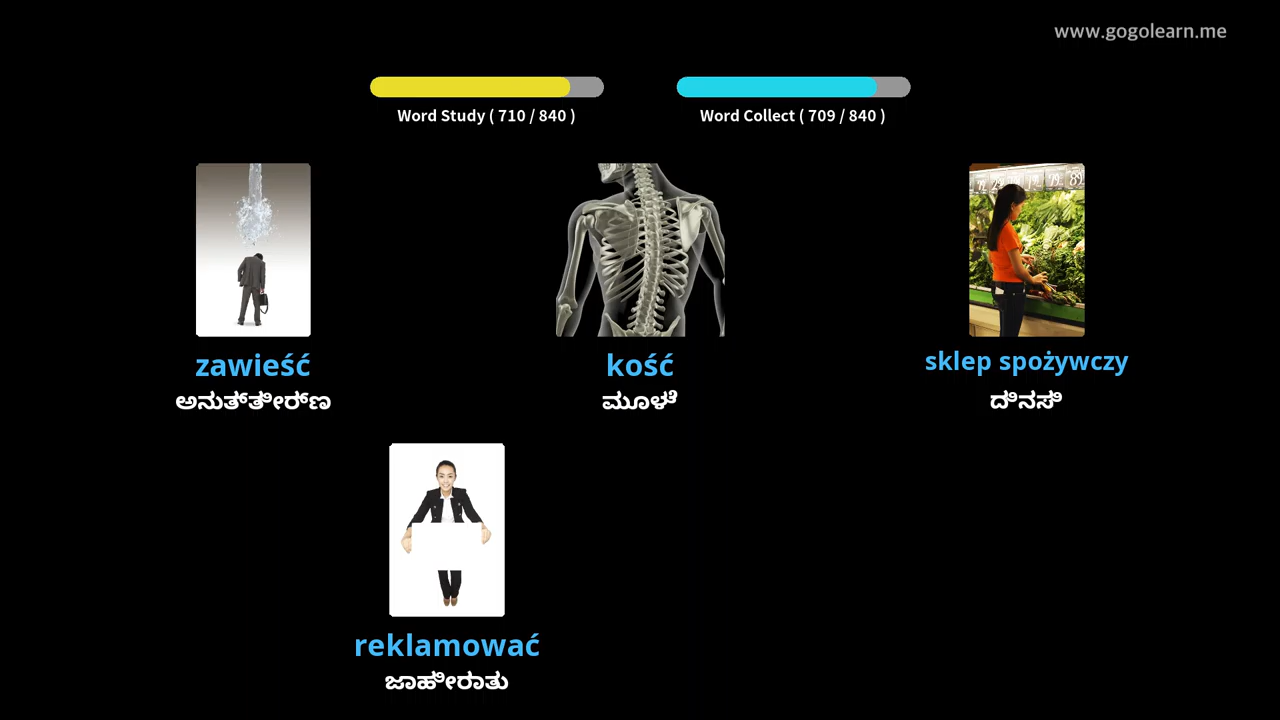 www.gogolearn.me
Word Study ( 710 / 840 )
Word Collect ( 709 / 840 )
zawieść
ಅನುತ್ತೀರ್ಣ
kość
ಮೂಳೆ
sklep spożywczy
ದಿನಸಿ
reklamować
ಜಾಹೀರಾತು